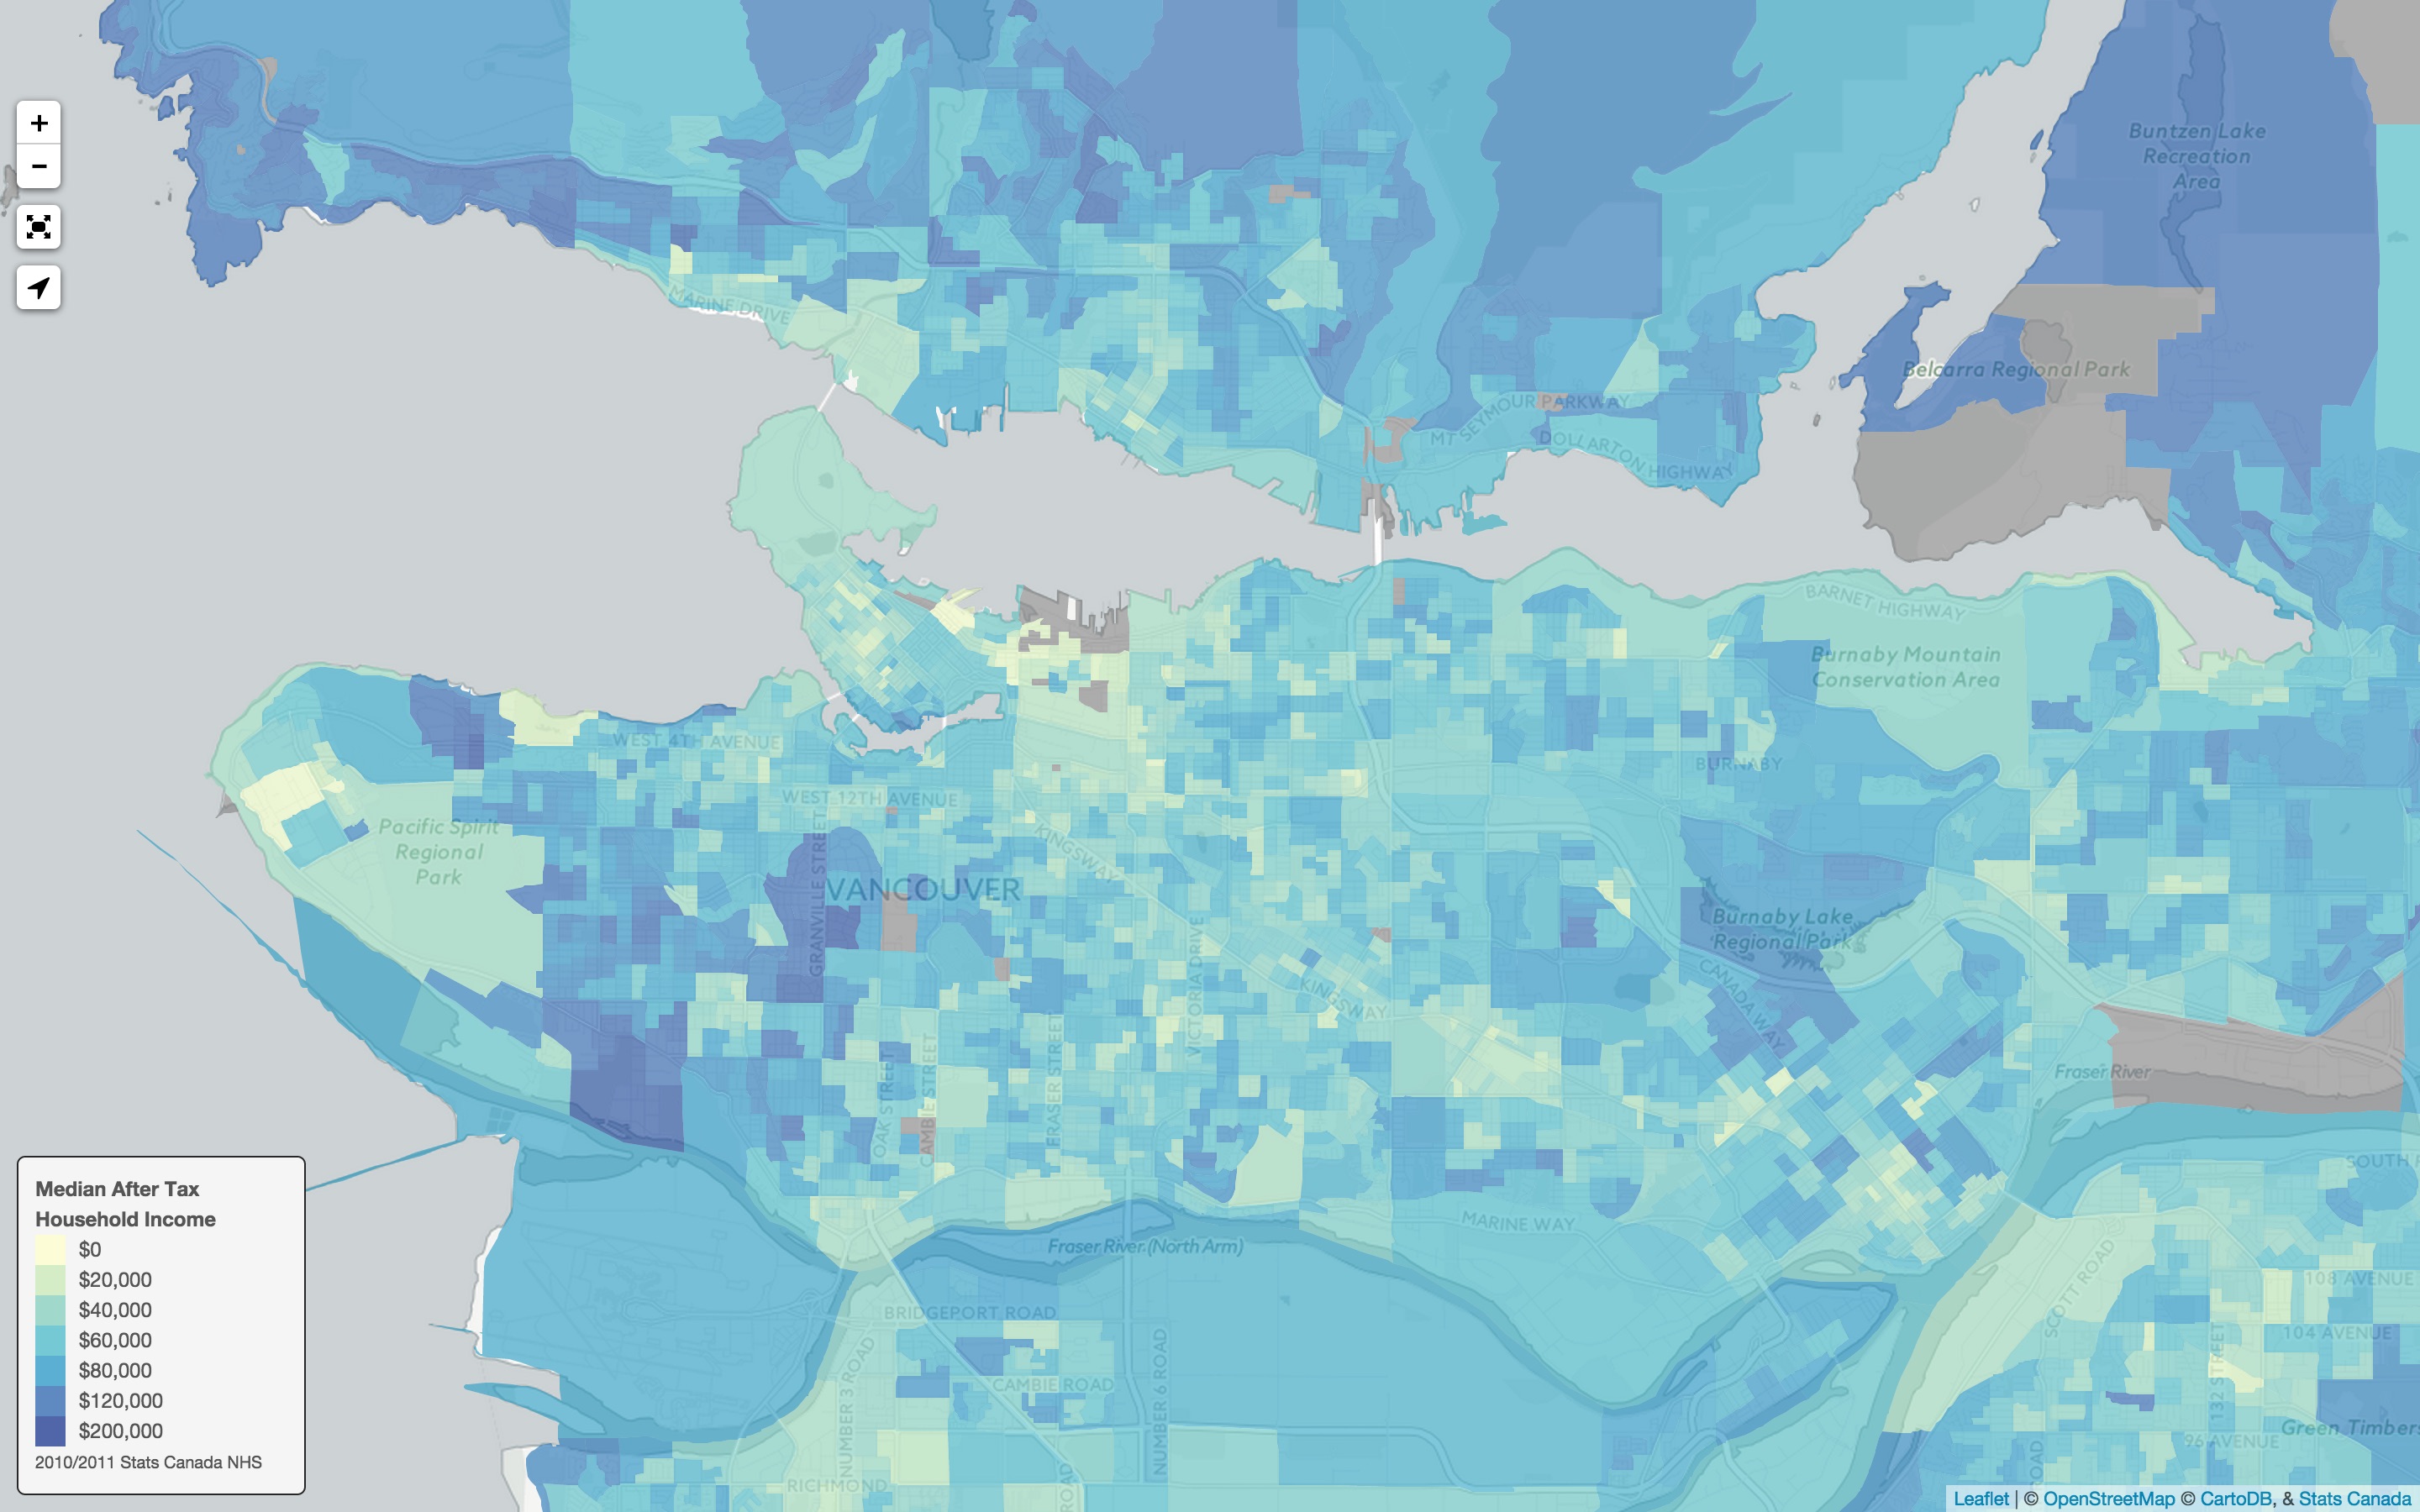 +
−
Buntzen Lake
Recreation
Area
MARINE DRIVE
Belcarra Regional Park
MT SEYMOUR PARKWAY
DOLLARTON HIGHWAY
BARNET HIGHWAY
Burnaby Mountain
Conservation Area
WEST 4TH AVENUE
BURNABY
WEST 12TH AVENUE
Pacific Spirit
Regional
Park
KINGSWAY
GRANVILLE STREET
VANCOUVER
Burnaby Lake
Regional Park
VICTORIA DRIVE
KINGSWAY
CANADA WAY
OAK STREET
CAMBIE STREET
FRASER STREET
Fraser River
SOUTH
MARINE WAY
Fraser River (North Arm)
SCOTT ROAD
108 AVENUE
BRIDGEPORT ROAD
104 AVENUE
NUMBER 3 ROAD
CAMBIE ROAD
NUMBER 6 ROAD
132 STREET
Green Timbers
96 AVENUE
RICHMOND
ROAD
ROAD
Median After Tax
Household Income
$0
$20,000
$40,000
$60,000
$80,000
$120,000
$200,000
2010/2011 Stats Canada NHS
Leaflet | © OpenStreetMap © CartoDB, & Stats Canada